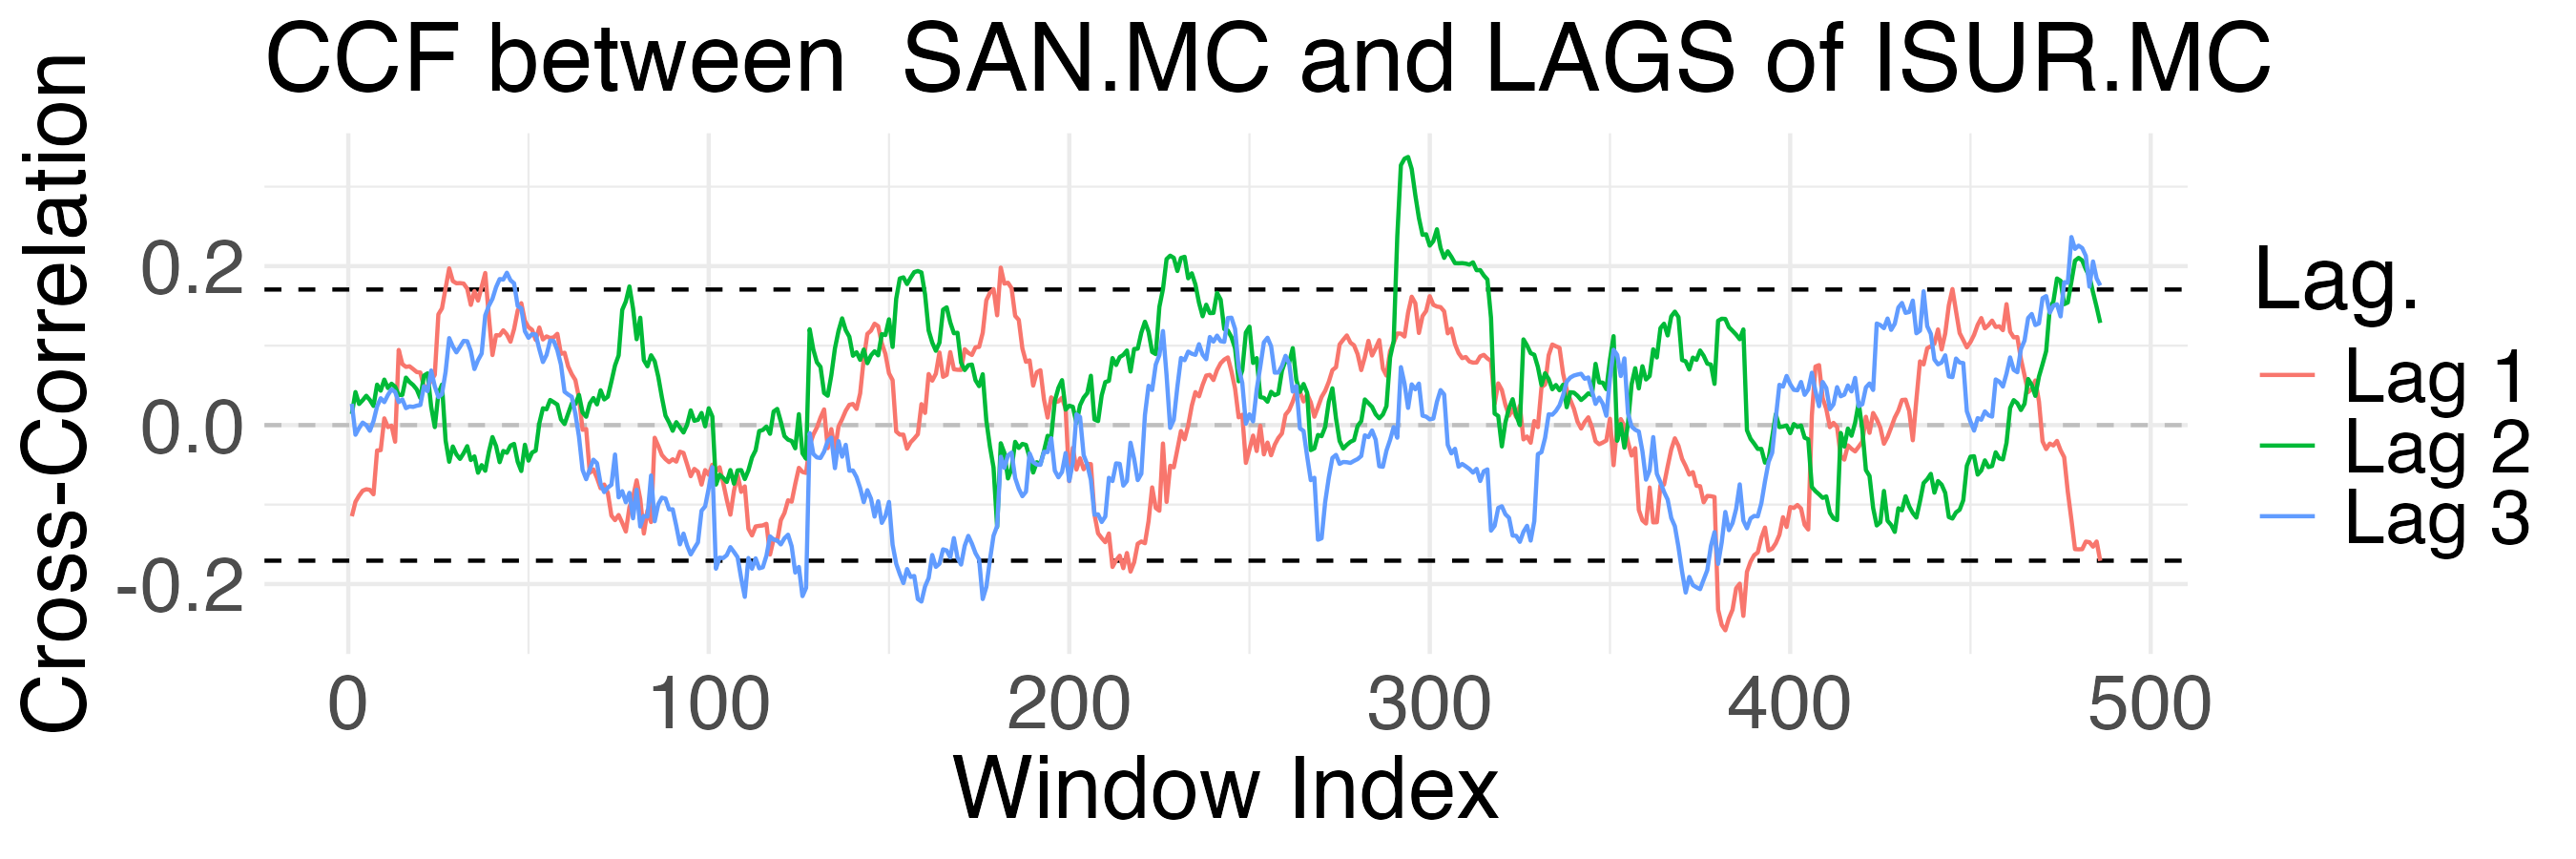 CCF between  SAN.MC and LAGS of ISUR.MC
Cross-Correlation
0.2
0.0
-0.2
0 100 200 300 400 500
Window Index
Lag.
Lag 1
Lag 2
Lag 3